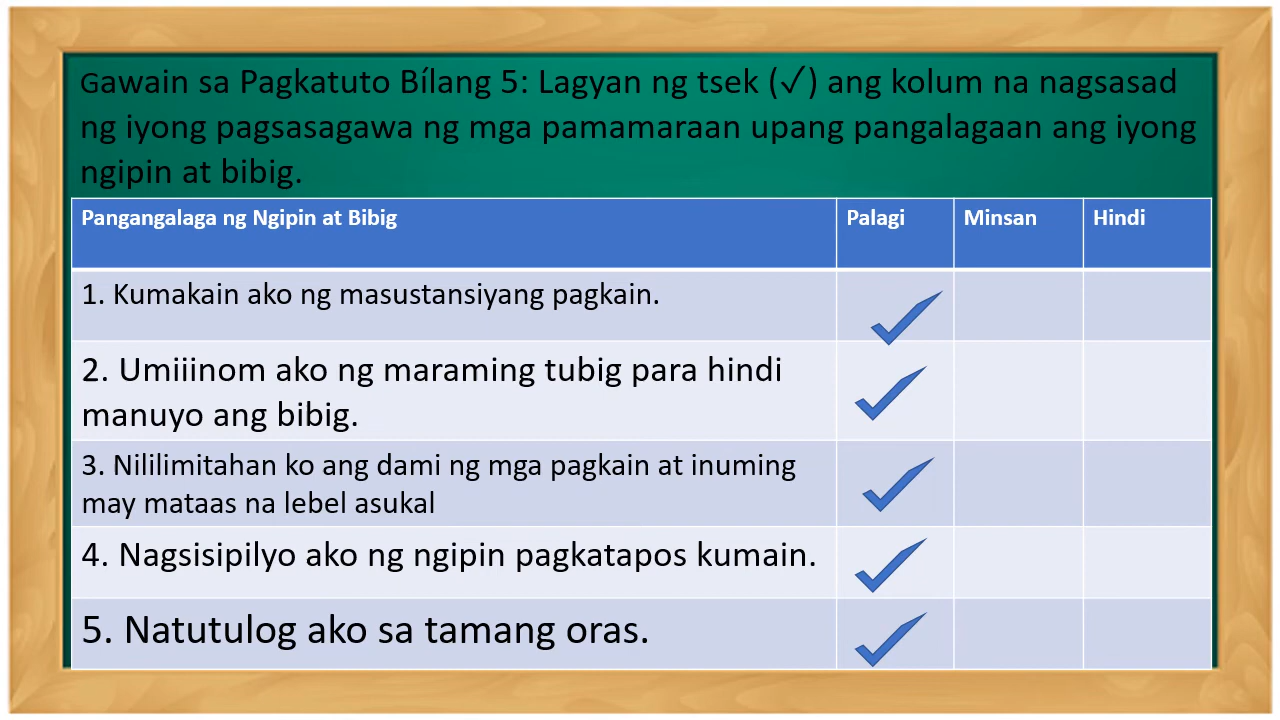 Gawain sa Pagkatuto Bílang 5: Lagyan ng tsek (✓) ang kolum na nagsasad
ng iyong pagsasagawa ng mga pamamaraan upang pangalagaan ang iyong
ngipin at bibig.
Pangangalaga ng Ngipin at Bibig Palagi Minsan Hindi
1. Kumakain ako ng masustansiyang pagkain. ✓
2. Umiiinom ako ng maraming tubig para hindi
manuyo ang bibig. ✓
3. Nililimitahan ko ang dami ng mga pagkain at inuming
may mataas na lebel asukal ✓
4. Nagsisipilyo ako ng ngipin pagkatapos kumain. ✓
5. Natutulog ako sa tamang oras. ✓